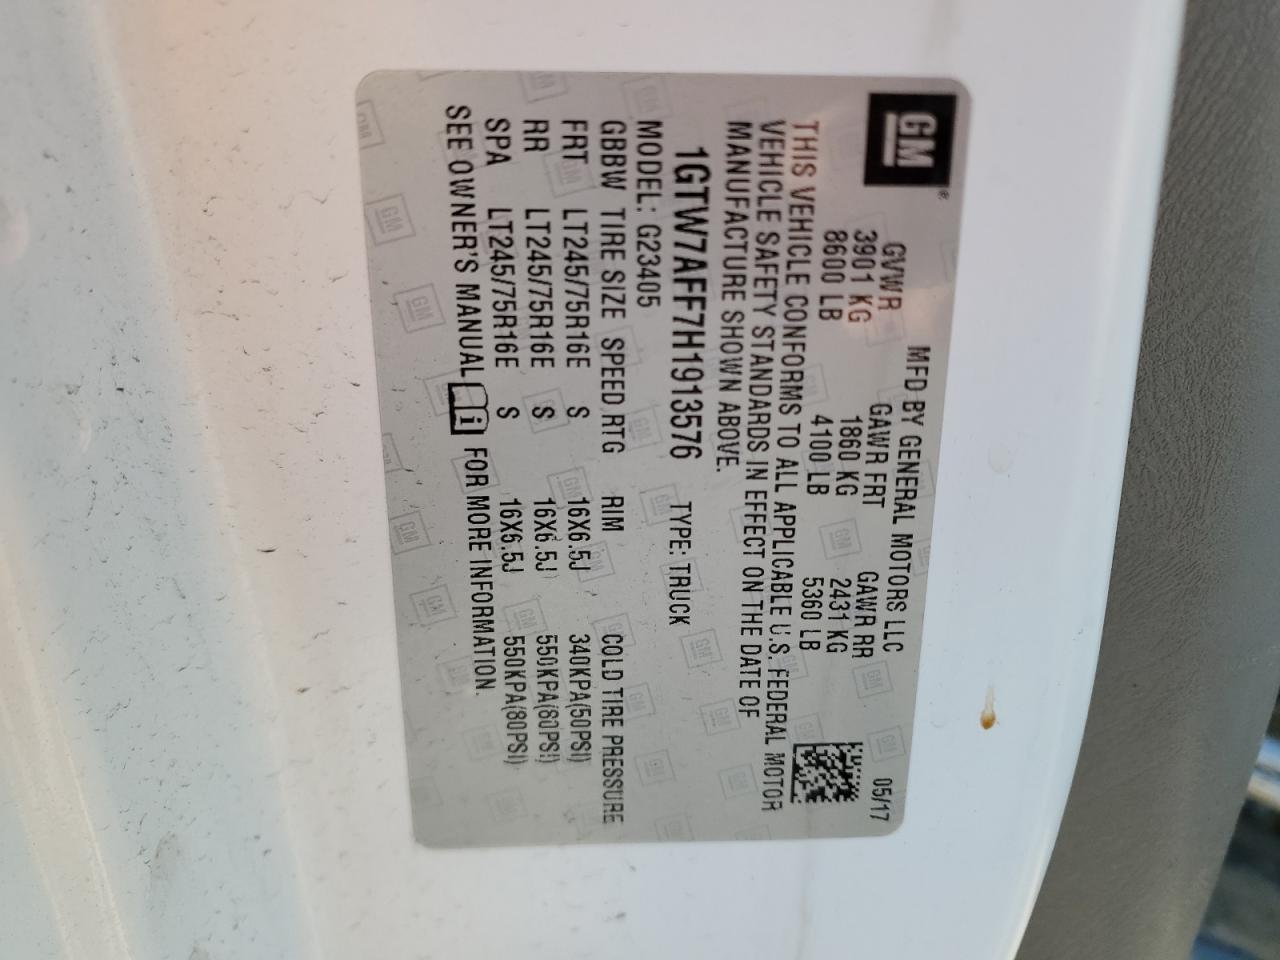 GM®
MFD BY GENERAL MOTORS LLC 05/17
GVWR GAWR FRT GAWR RR
3901 KG 1860 KG 2431 KG
8600 LB 4100 LB 5360 LB
THIS VEHICLE CONFORMS TO ALL APPLICABLE U.S. FEDERAL MOTOR
VEHICLE SAFETY STANDARDS IN EFFECT ON THE DATE OF
MANUFACTURE SHOWN ABOVE.
1GTW7AFF7H1913576 TYPE: TRUCK
MODEL: G23405
GBBW TIRE SIZE SPEED RTG RIM COLD TIRE PRESSURE
FRT LT245/75R16E S 16X6.5J 340KPA(50PSI)
RR LT245/75R16E S 16X6.5J 550KPA(80PSI)
SPA LT245/75R16E S 16X6.5J 550KPA(80PSI)
SEE OWNER'S MANUAL i FOR MORE INFORMATION